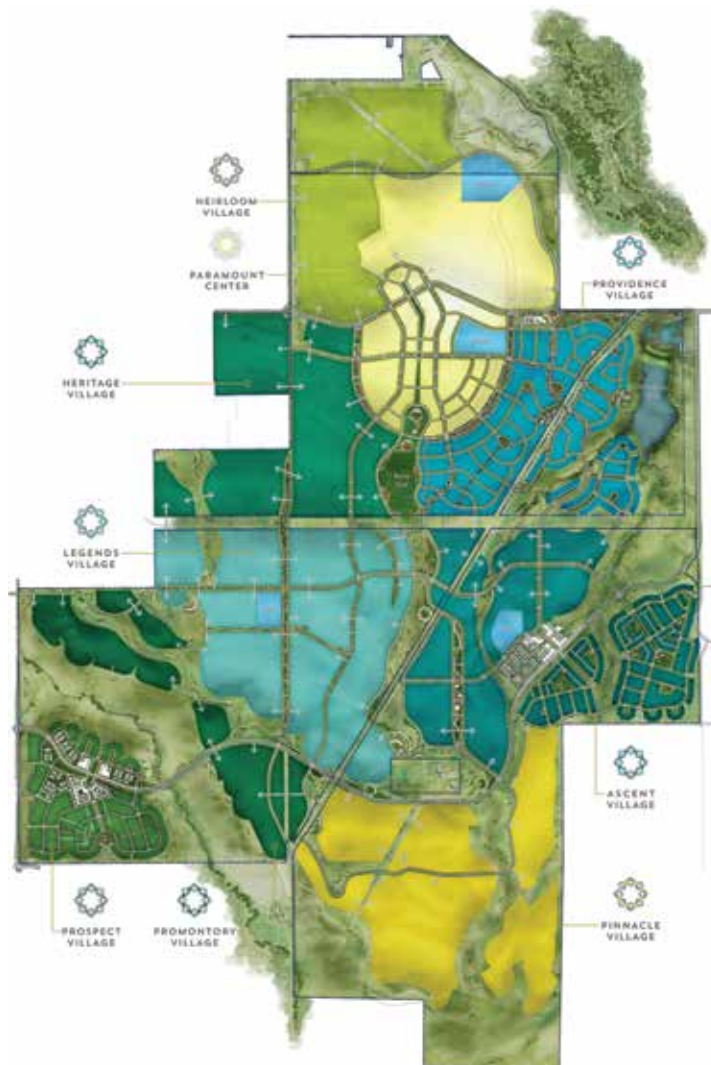 HEIRLOOM
VILLAGE
PARAMOUNT
CENTER
PROVIDENCE
VILLAGE
HERITAGE
VILLAGE
LEGENDS
VILLAGE
ASCENT
VILLAGE
PROSPECT
VILLAGE
PROMONTORY
VILLAGE
PINNACLE
VILLAGE